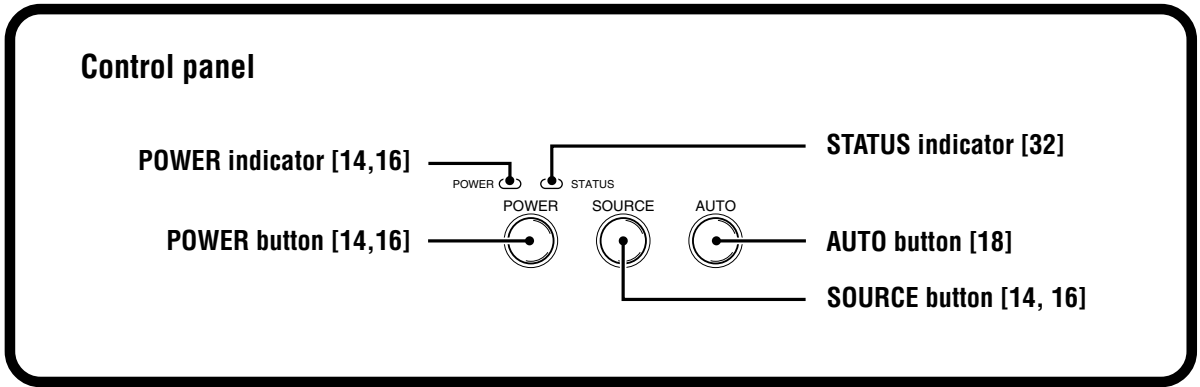 Control panel
POWER indicator [14,16]
STATUS indicator [32]
POWER
STATUS
POWER
SOURCE
AUTO
POWER button [14,16]
AUTO button [18]
SOURCE button [14, 16]